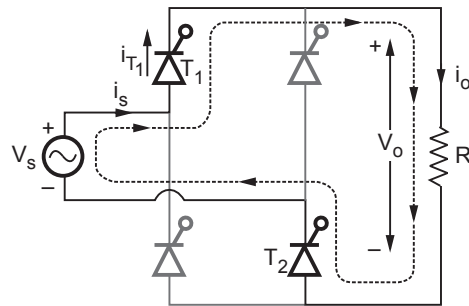 i_T1
T1
i_s
+
V_s
−
+
V_o
−
i_o
R
T2